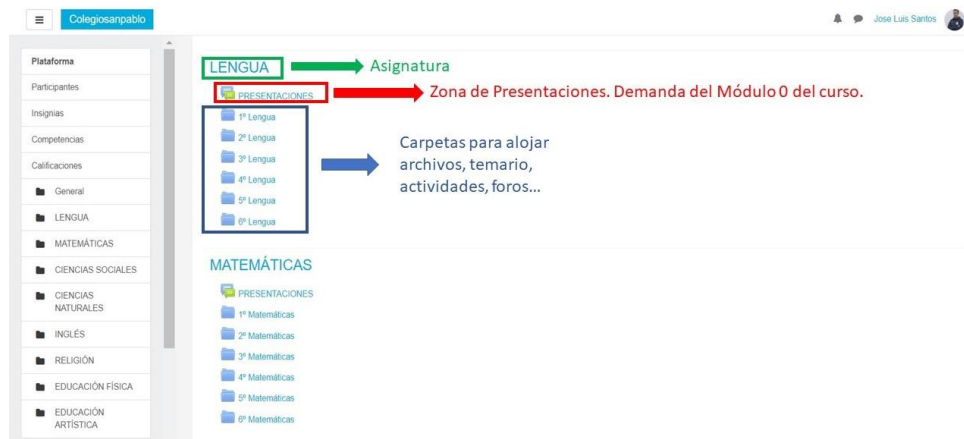 Colegiosanpablo
Jose Luis Santos
Plataforma
Participantes
Insignias
Competencias
Calificaciones
General
LENGUA
MATEMÁTICAS
CIENCIAS SOCIALES
CIENCIAS
NATURALES
INGLÉS
RELIGIÓN
EDUCACIÓN FÍSICA
EDUCACIÓN
ARTÍSTICA
LENGUA
Asignatura
PRESENTACIONES
Zona de Presentaciones. Demanda del Módulo 0 del curso.
1º Lengua
2º Lengua
3º Lengua
4º Lengua
5º Lengua
6º Lengua
Carpetas para alojar
archivos, temario,
actividades, foros...
MATEMÁTICAS
PRESENTACIONES
1º Matemáticas
2º Matemáticas
3º Matemáticas
4º Matemáticas
5º Matemáticas
6º Matemáticas